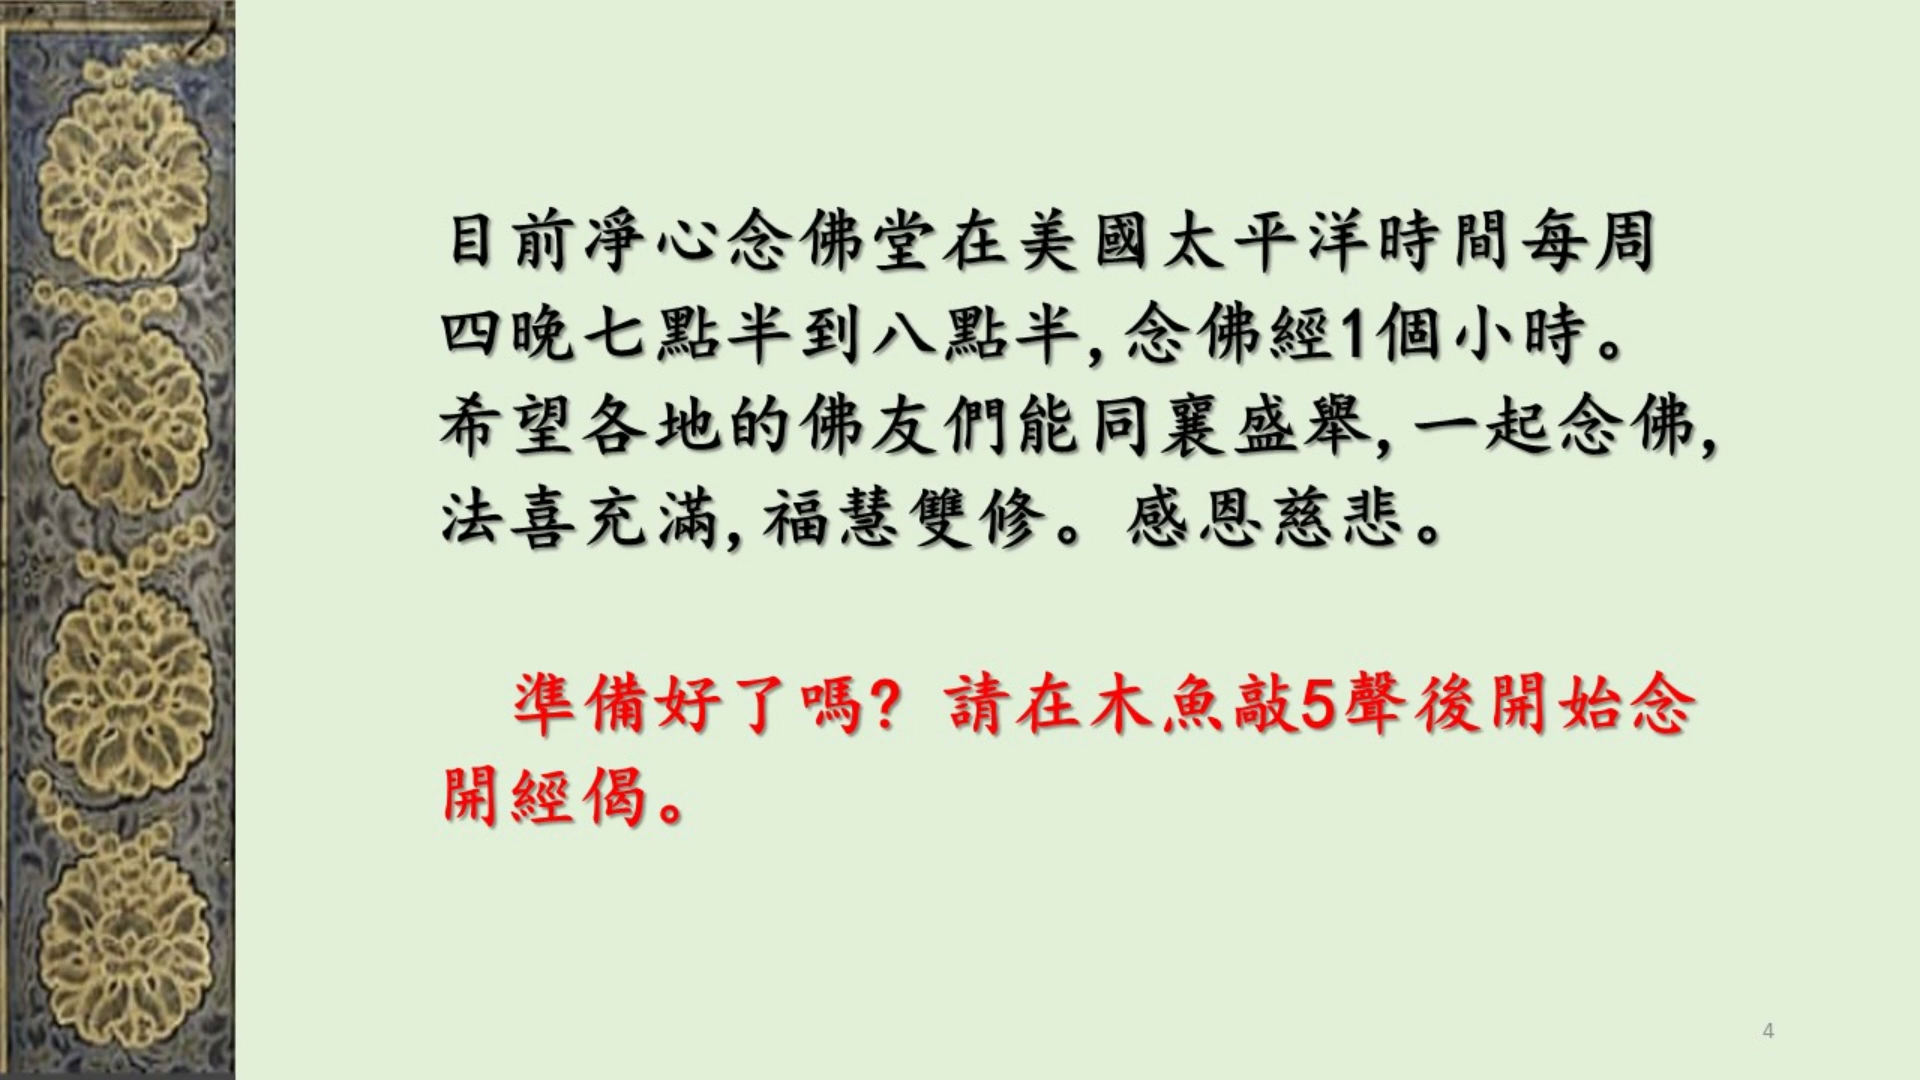 目前淨心念佛堂在美國太平洋時間每周
四晚七點半到八點半,念佛經1個小時。
希望各地的佛友們能同襄盛舉,一起念佛,
法喜充滿,福慧雙修。感恩慈悲。
準備好了嗎? 請在木魚敲5聲後開始念
開經偈。
4